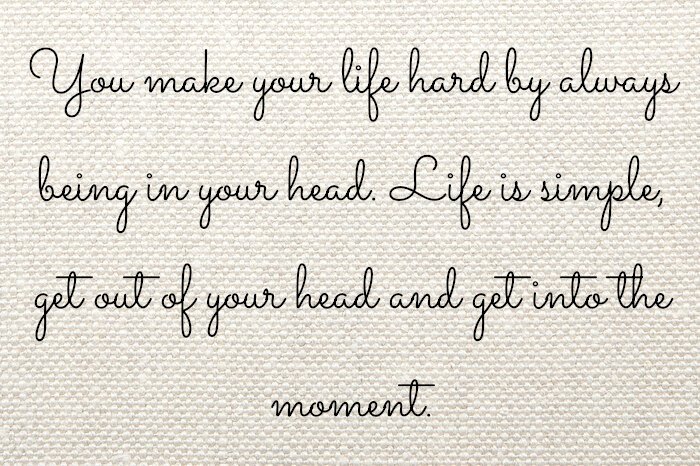 You make your life hard by always
being in your head. Life is simple,
get out of your head and get into the
moment.